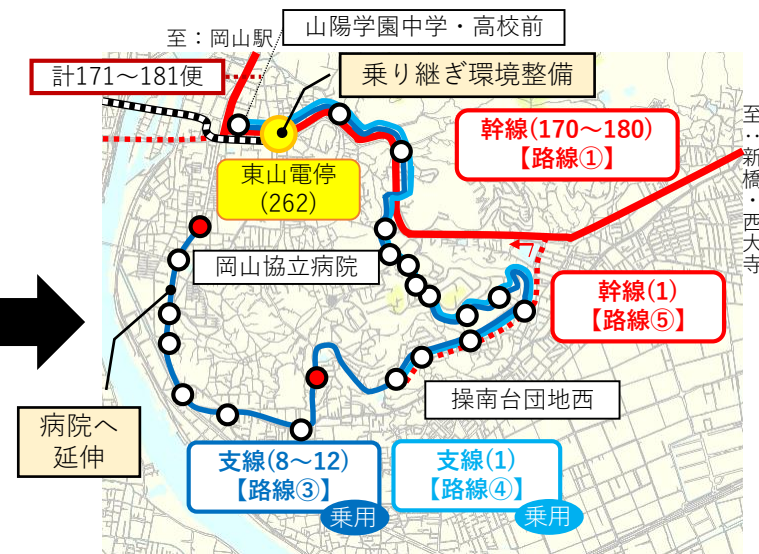 至：岡山駅
山陽学園中学・高校前
計171～181便
乗り継ぎ環境整備
幹線(170～180)
【路線①】
至：新橋・西大寺
東山電停
(262)
岡山協立病院
幹線(1)
【路線⑤】
操南台団地西
病院へ
延伸
支線(8～12)
【路線③】
乗用
支線(1)
【路線④】
乗用